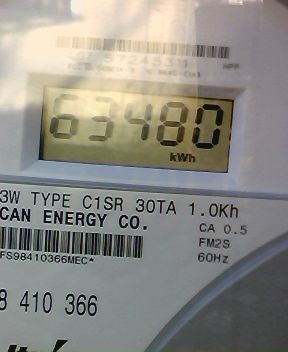 63480
kWh
3W TYPE C1SR 30TA 1.0Kh
CAN ENERGY CO.
CA 0.5
FM2S
FS98410366MEC*
60Hz
8 410 366